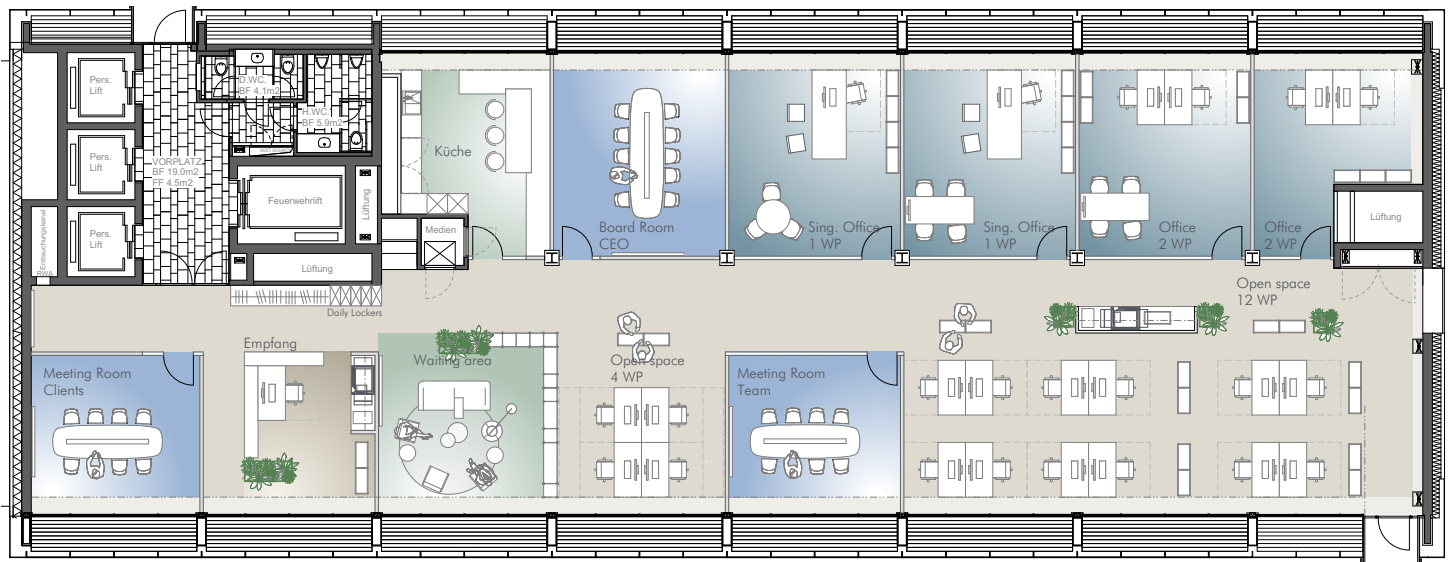 Pers.
Lift
Pers.
Lift
Pers.
Lift
VORPLATZ
BF 19.0m2
FF 4.5m2
D.WC.
BF 4.1m2
H.WC.
BF 5.9m2
Feuerwehrlift
Lüftung
Lüftung
Entrauchungskanal
RWA
Medien
Küche
Board Room
CEO
Sing. Office
1 WP
Sing. Office
1 WP
Office
2 WP
Office
2 WP
Lüftung
Daily Lockers
Open space
12 WP
Empfang
Waiting area
Open space
4 WP
Meeting Room
Clients
Meeting Room
Team